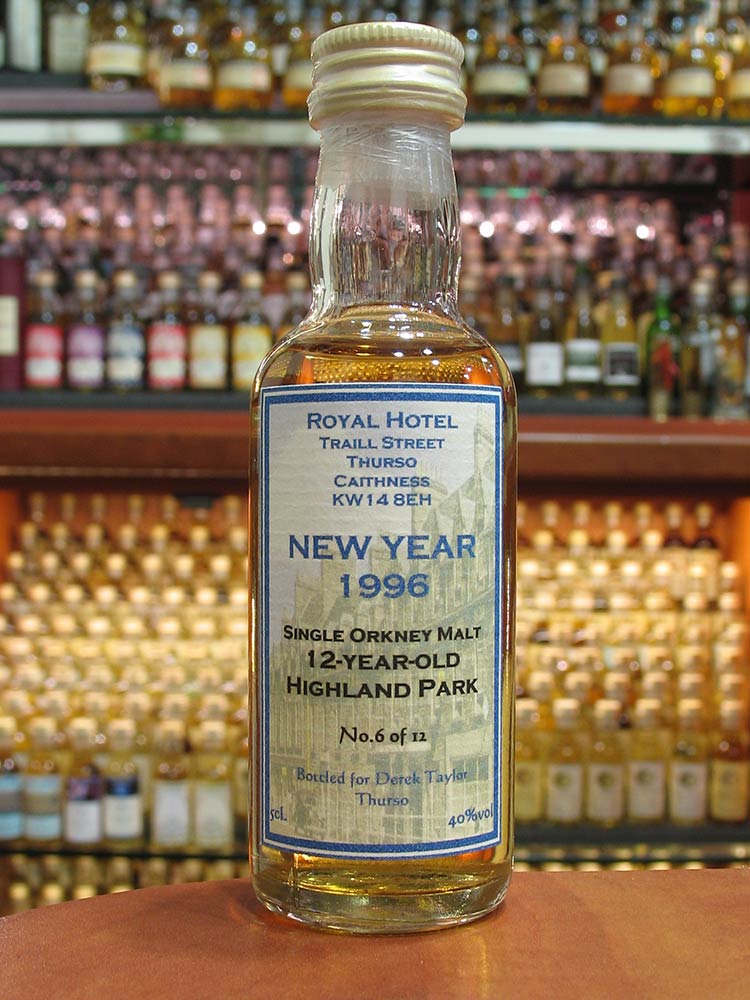 ROYAL HOTEL
TRAILL STREET
THURSO
CAITHNESS
KW14 8EH
NEW YEAR
1996
SINGLE ORKNEY MALT
12-YEAR-OLD
HIGHLAND PARK
No.6 of 12
Bottled for Derek Taylor
Thurso
5cl. 40%vol